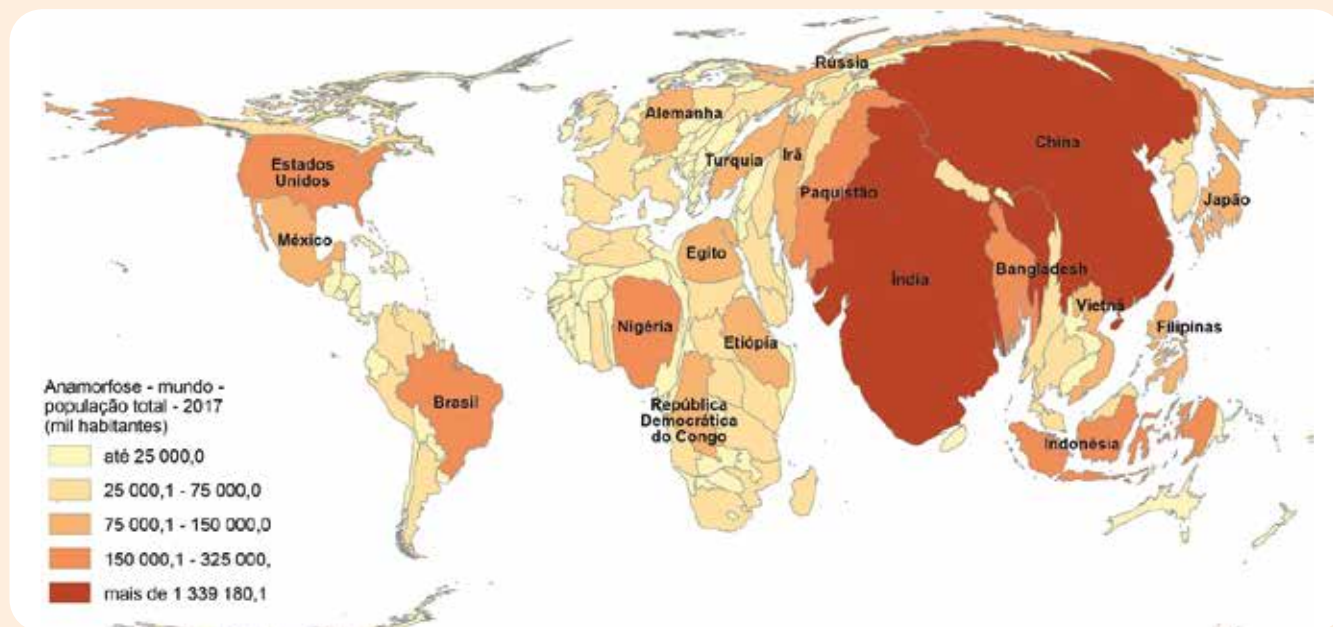 Rússia
Alemanha
China
Estados
Unidos
Turquia
Irã
Paquistão
Japão
México
Egito
Índia
Bangladesh
Vietnã
Nigéria
Etiópia
Filipinas
Brasil
República
Democrática
do Congo
Indonésia
Anamorfose - mundo -
população total - 2017
(mil habitantes)
até 25 000,0
25 000,1 - 75 000,0
75 000,1 - 150 000,0
150 000,1 - 325 000,
mais de 1 339 180,1